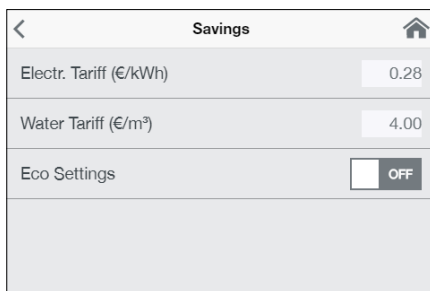 Savings
Electr. Tariff (€/kWh) 0.28
Water Tariff (€/m³) 4.00
Eco Settings OFF